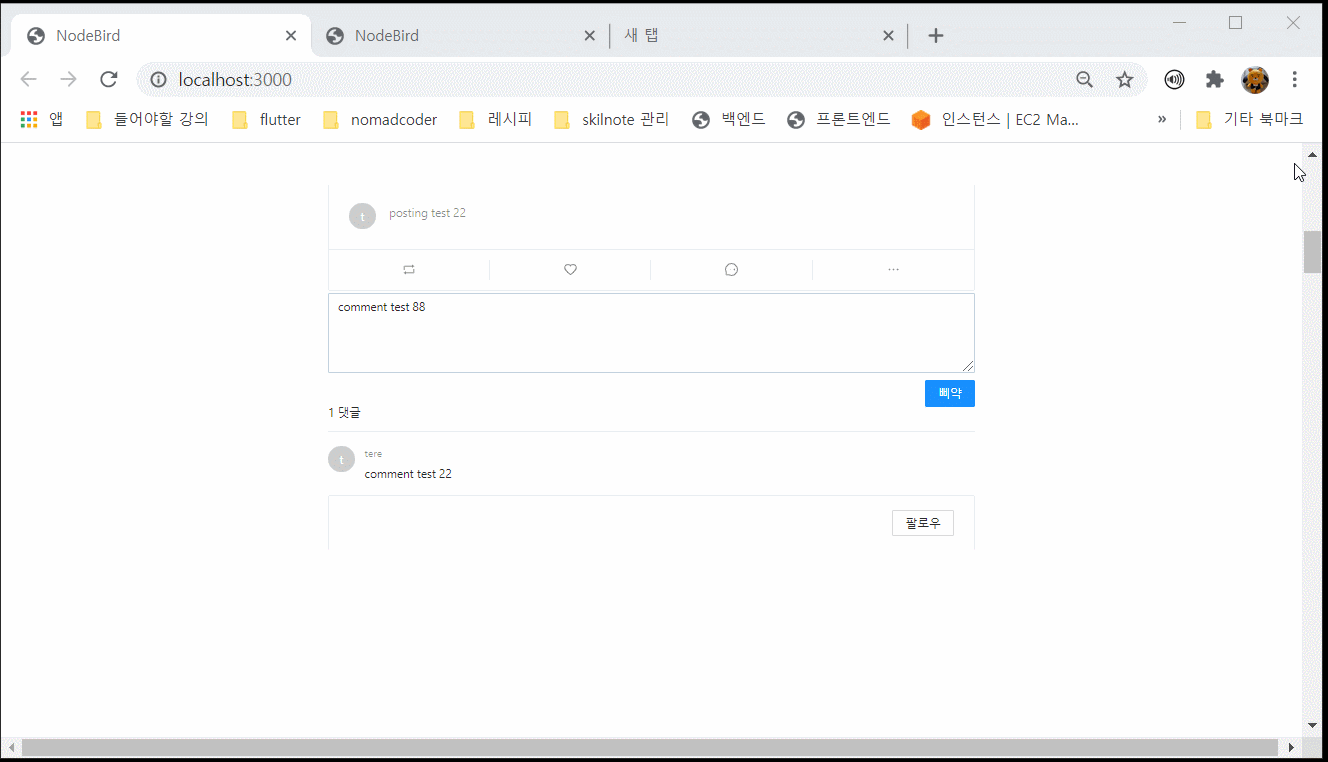 NodeBird NodeBird 새 탭
localhost:3000
앱 들어야할 강의 flutter nomadcoder 레시피 skilnote 관리 백엔드 프론트엔드 인스턴스 | EC2 Ma... » 기타 북마크
t posting test 22
comment test 88
삐약
1 댓글
t tere
comment test 22
팔로우